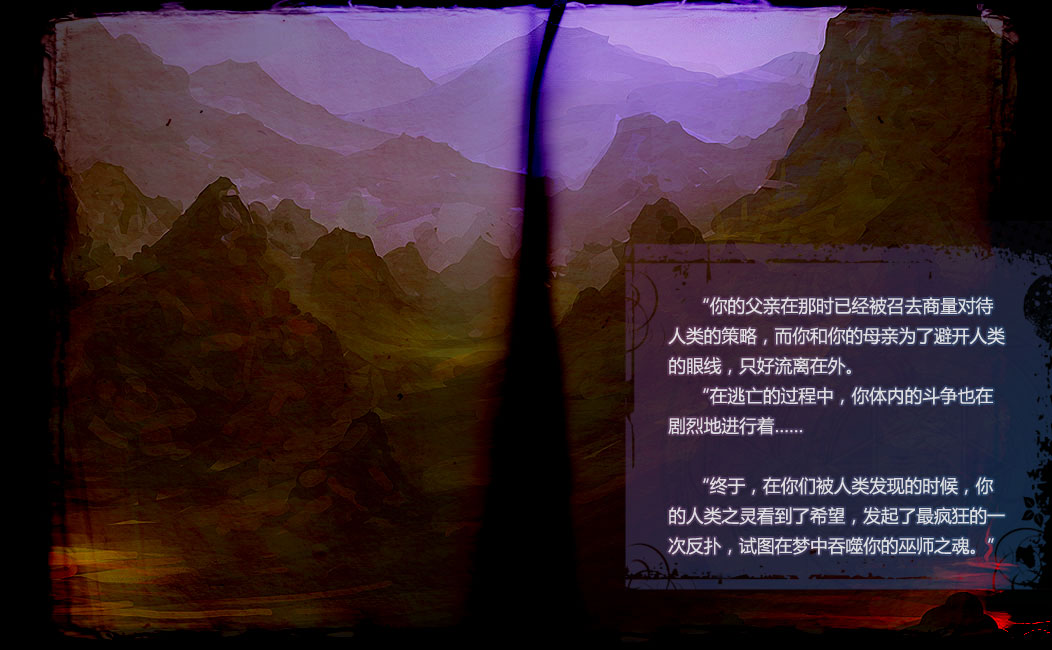 “你的父亲在那时已经被召去商量对待
人类的策略，而你和你的母亲为了避开人类
的眼线，只好流离在外。
“在逃亡的过程中，你体内的斗争也在
剧烈地进行着……
“终于，在你们被人类发现的时候，你
的人类之灵看到了希望，发起了最疯狂的一
次反扑，试图在梦中吞噬你的巫师之魂。”